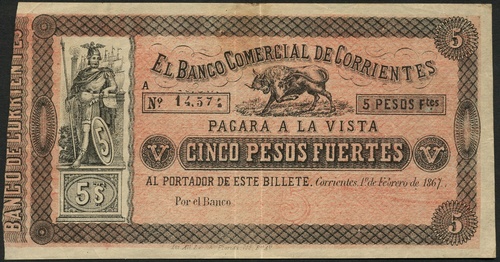 BANCO DE CORRIENTES
5
EL BANCO COMERCIAL DE CORRIENTES
A
Nº 14,574
5 PESOS Ftos
PAGARA A LA VISTA
V CINCO PESOS FUERTES V
AL PORTADOR DE ESTE BILLETE. Corrientes, 1º de Febrero de 1867.
Por el Banco
5
5 $
5